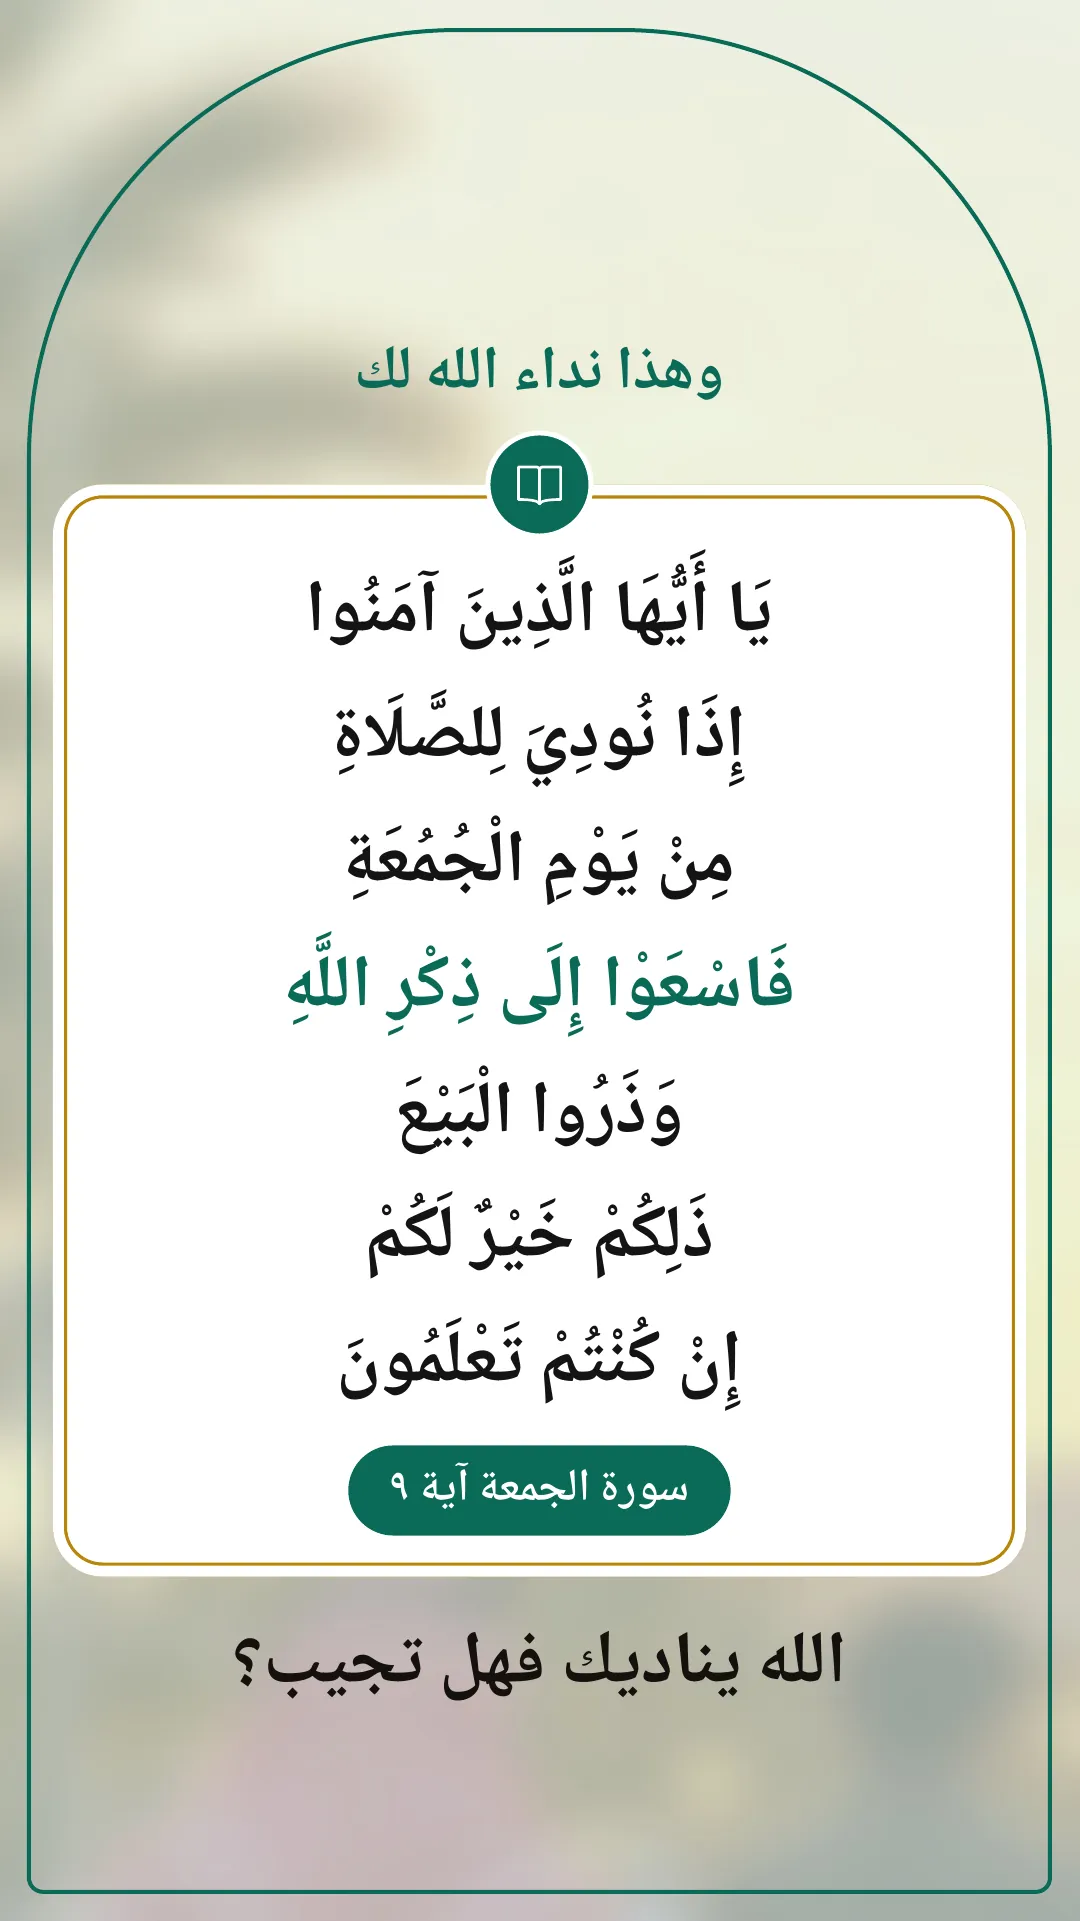 وهذا نداء الله لك
يَا أَيُّهَا الَّذِينَ آمَنُوا
إِذَا نُودِيَ لِلصَّلَاةِ
مِنْ يَوْمِ الْجُمُعَةِ
فَاسْعَوْا إِلَى ذِكْرِ اللَّهِ
وَذَرُوا الْبَيْعَ
ذَلِكُمْ خَيْرٌ لَكُمْ
إِنْ كُنْتُمْ تَعْلَمُونَ
سورة الجمعة آية ٩
الله يناديك فهل تجيب؟